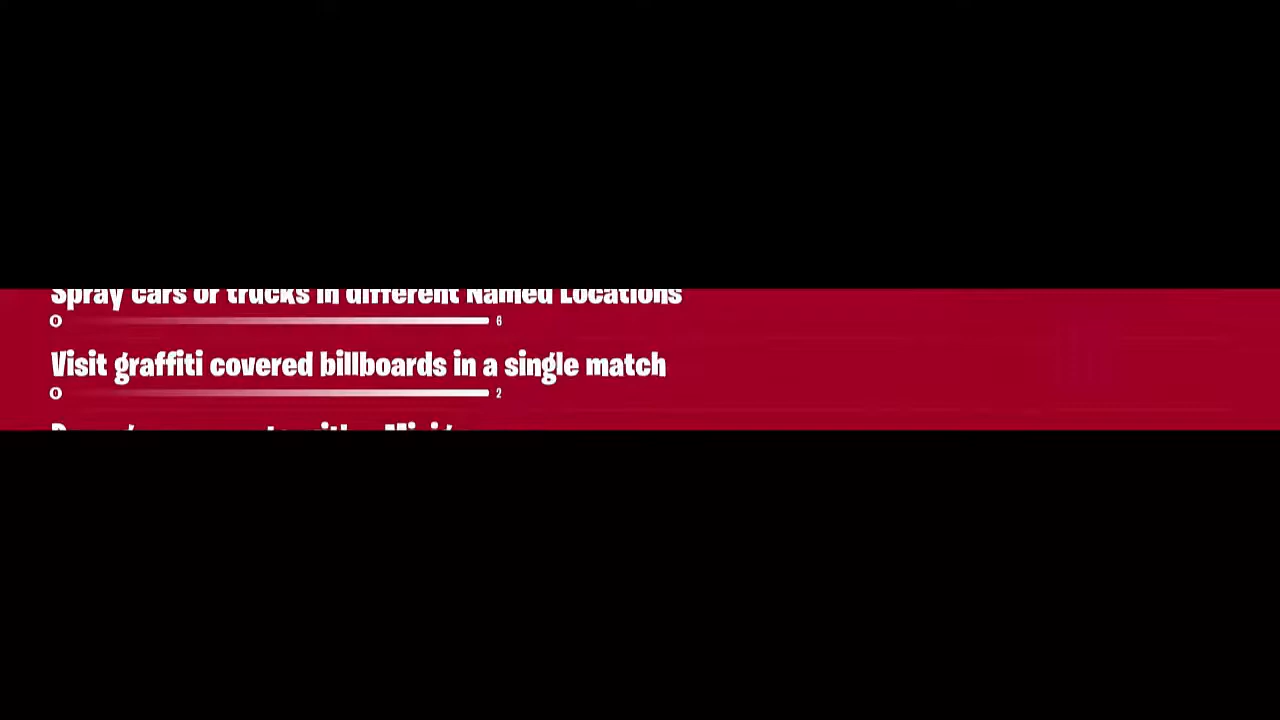 Spray cars or trucks in different Named Locations
0 6
Visit graffiti covered billboards in a single match
0 2